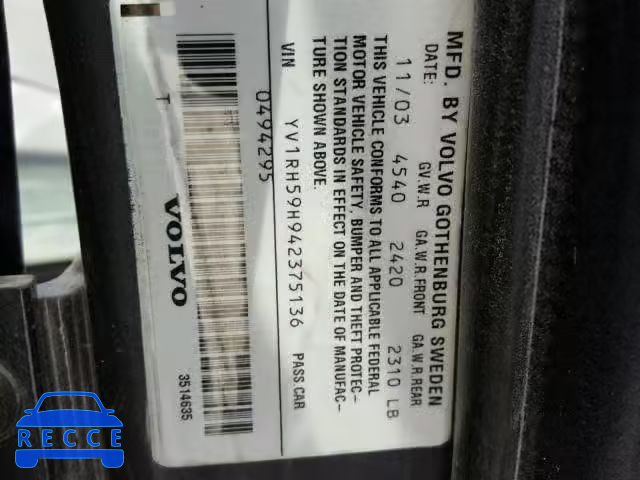 MFD. BY VOLVO GOTHENBURG SWEDEN
DATE: GV.W.R GA.W.R.FRONT GA.W.R.REAR
11/03 4540 2420 2310 LB
THIS VEHICLE CONFORMS TO ALL APPLICABLE FEDERAL
MOTOR VEHICLE SAFETY, BUMPER AND THEFT PROTEC-
TION STANDARDS IN EFFECT ON THE DATE OF MANUFAC-
TURE SHOWN ABOVE.
VIN YV1RH59H942375136 PASS.CAR
0494295
T VOLVO 3514635
RECCE